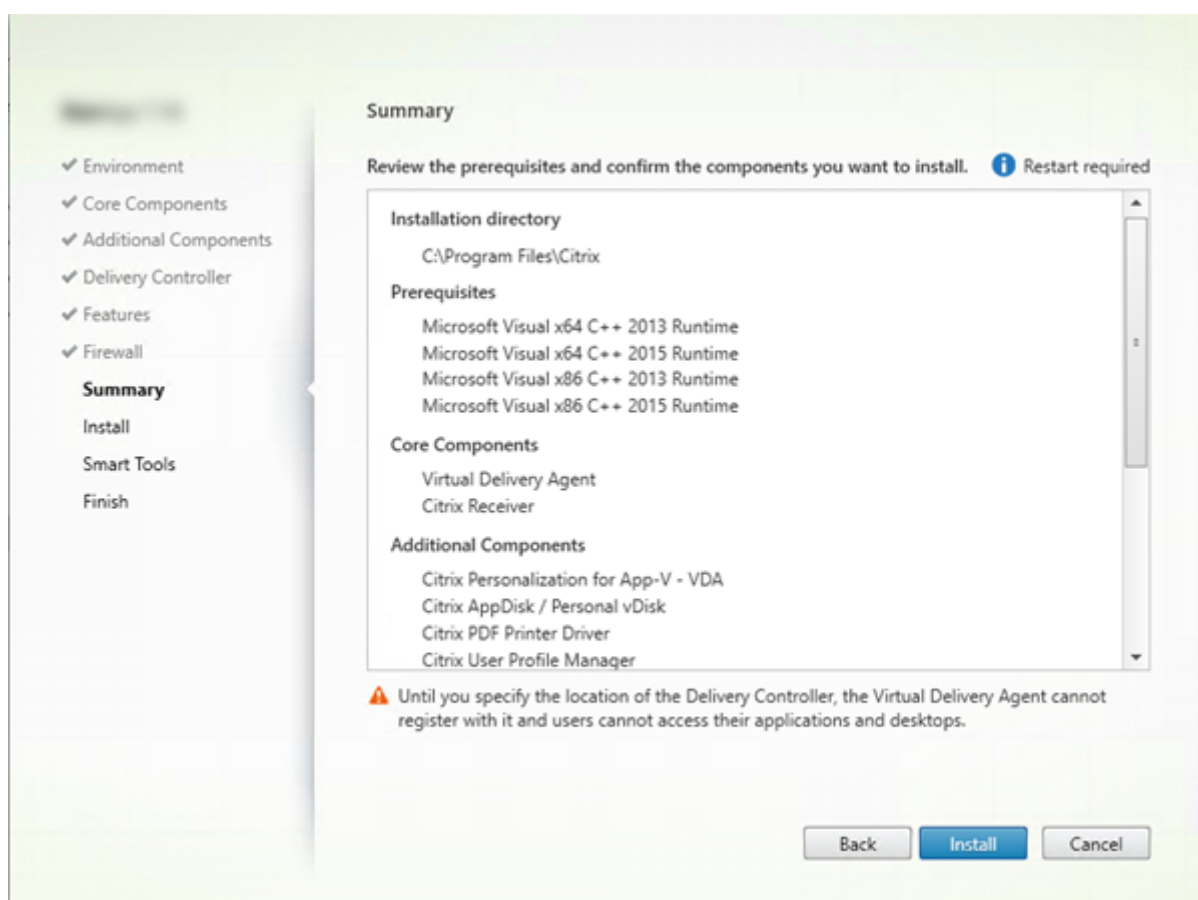 Environment
Core Components
Additional Components
Delivery Controller
Features
Firewall
Summary
Install
Smart Tools
Finish
Summary
Review the prerequisites and confirm the components you want to install.
Restart required
Installation directory
C:\Program Files\Citrix
Prerequisites
Microsoft Visual x64 C++ 2013 Runtime
Microsoft Visual x64 C++ 2015 Runtime
Microsoft Visual x86 C++ 2013 Runtime
Microsoft Visual x86 C++ 2015 Runtime
Core Components
Virtual Delivery Agent
Citrix Receiver
Additional Components
Citrix Personalization for App-V - VDA
Citrix AppDisk / Personal vDisk
Citrix PDF Printer Driver
Citrix User Profile Manager
Until you specify the location of the Delivery Controller, the Virtual Delivery Agent cannot
register with it and users cannot access their applications and desktops.
Back
Install
Cancel